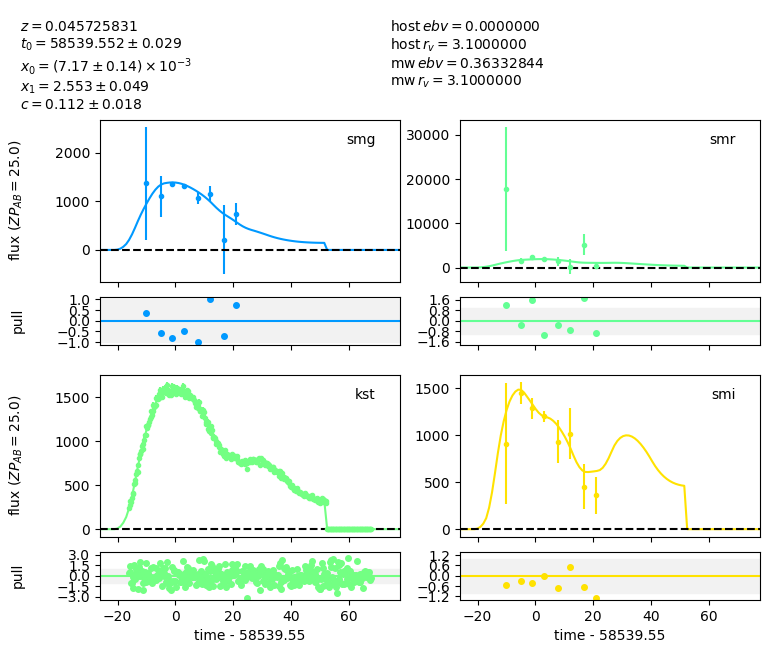 z = 0.045725831
t₀ = 58539.552 ± 0.029
x₀ = (7.17 ± 0.14) × 10⁻³
x₁ = 2.553 ± 0.049
c = 0.112 ± 0.018
host ebv = 0.0000000
host r_v = 3.1000000
mw ebv = 0.36332844
mw r_v = 3.1000000
flux (ZP_AB = 25.0)
2000
1000
0
smg
30000
20000
10000
0
smr
pull
1.0
0.5
0.0
−0.5
−1.0
1.6
0.8
0.0
−0.8
−1.6
flux (ZP_AB = 25.0)
1500
1000
500
0
kst
1500
1000
500
0
smi
pull
3.0
1.5
0.0
−1.5
−3.0
1.2
0.6
0.0
−0.6
−1.2
−20 0 20 40 60
−20 0 20 40 60
time - 58539.55
time - 58539.55